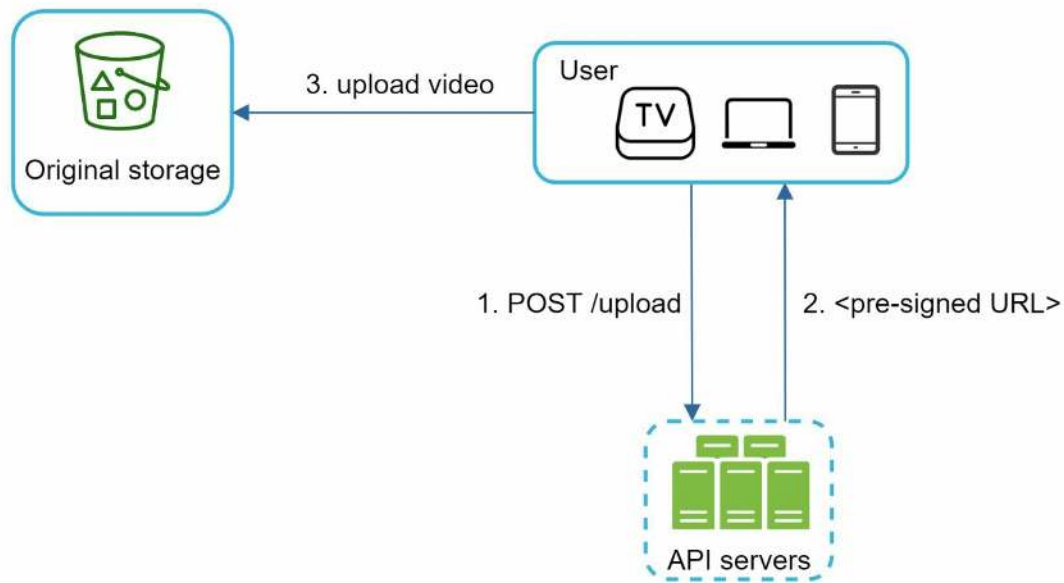 User
TV
3. upload video
Original storage
1. POST /upload
2. <pre-signed URL>
API servers